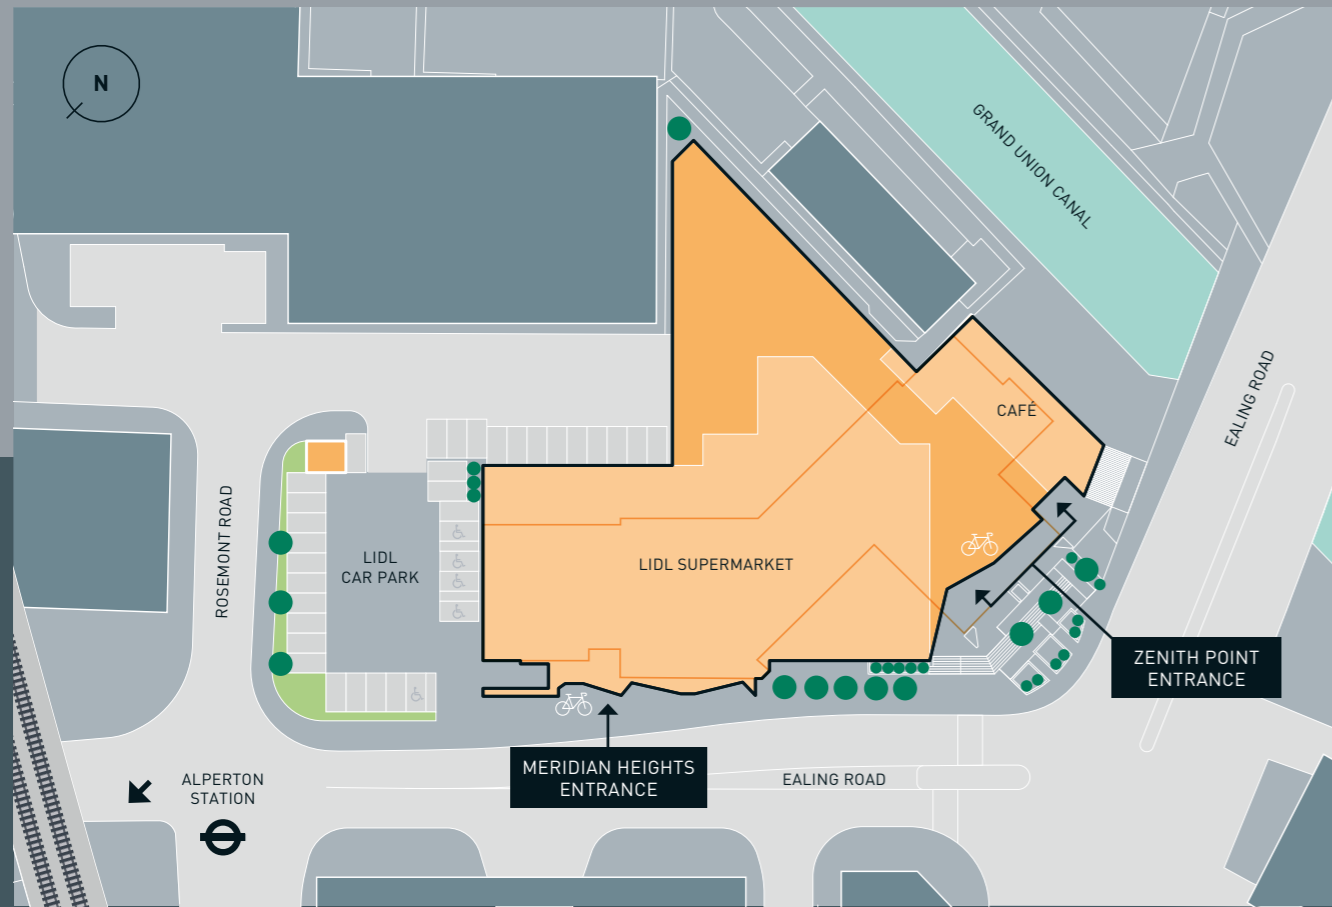 N
GRAND UNION CANAL
EALING ROAD
CAFÉ
ROSEMONT ROAD
LIDL
CAR PARK
LIDL SUPERMARKET
ZENITH POINT
ENTRANCE
MERIDIAN HEIGHTS
ENTRANCE
EALING ROAD
ALPERTON
STATION